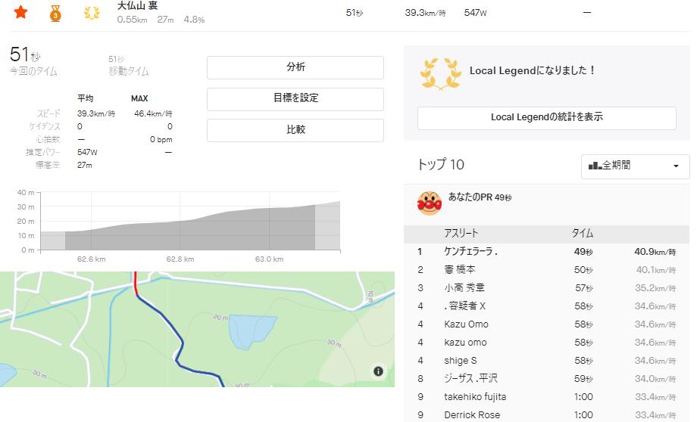 大仏山 裏
0.55km 27m 4.8%
51秒 39.3km/時 547W —
51秒
今回のタイム
51秒
移動タイム
平均 MAX
スピード 39.3km/時 46.4km/時
ケイデンス 0 0
心拍数 — 0 bpm
推定パワー 547W —
標高差 27m
分析
目標を設定
比較
40 m
30 m
20 m
10 m
0 m
62.6 km 62.8 km 63.0 km
20 m
30 m
30 m
Local Legendになりました！
Local Legendの統計を表示
トップ 10
全期間
あなたのPR 49秒
アスリート タイム
1 ケンチェラーラ . 49秒 40.9km/時
2 審 橋本 50秒 40.1km/時
3 小高 秀章 57秒 35.2km/時
4 . 容疑者 X 58秒 34.6km/時
4 Kazu Omo 58秒 34.6km/時
4 kazu omo 58秒 34.6km/時
4 shige S 58秒 34.6km/時
8 ジーザス . 平沢 59秒 34.0km/時
9 takehiko fujita 1:00 33.4km/時
9 Derrick Rose 1:00 33.4km/時